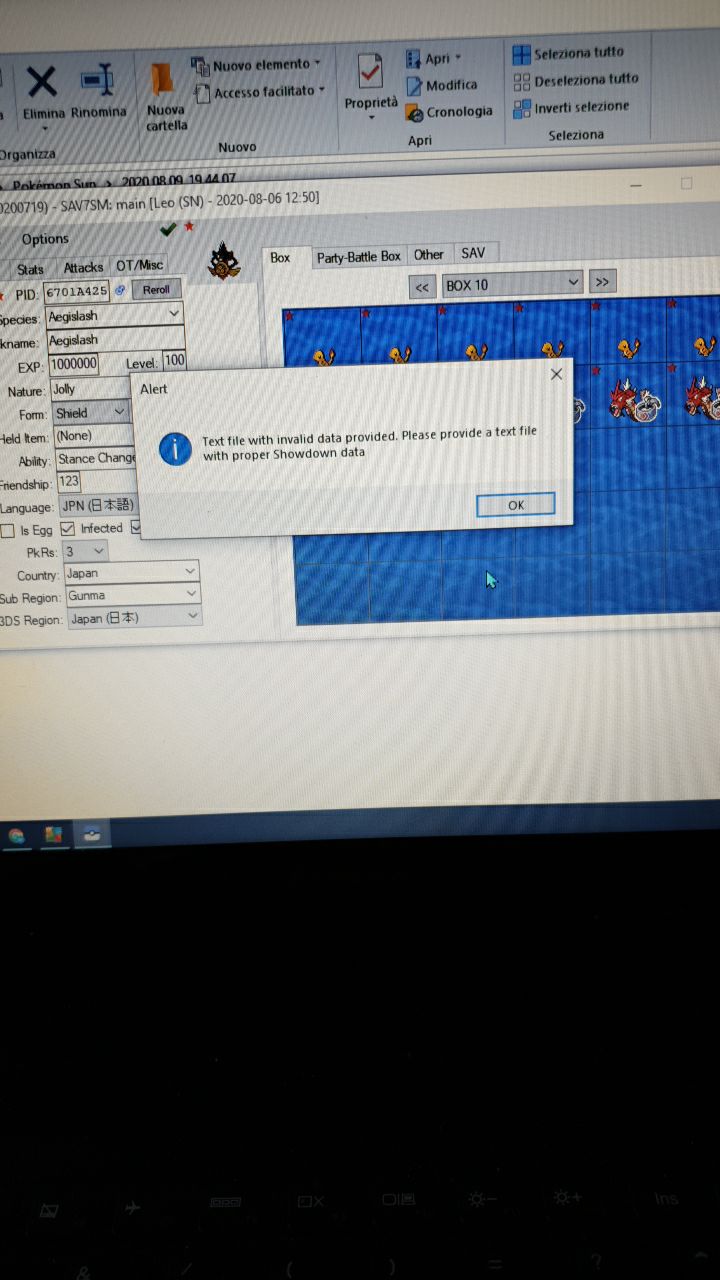 Elimina
Rinomina
Nuova
cartella
Nuovo elemento
Accesso facilitato
Proprietà
Apri
Modifica
Cronologia
Seleziona tutto
Deseleziona tutto
Inverti selezione
Organizza
Nuovo
Apri
Seleziona
Pokémon Sun > 2020.08.09 19.44.07
0200719) - SAV7SM: main [Leo (SN) - 2020-08-06 12:50]
Options
Stats
Attacks
OT/Misc
PID: 6701A425
Reroll
Species: Aegislash
kname: Aegislash
EXP: 1000000
Level: 100
Nature: Jolly
Form: Shield
Held Item: (None)
Ability: Stance Change
Friendship: 123
Language: JPN (日本語)
Is Egg
Infected
PkRs: 3
Country: Japan
Sub Region: Gunma
3DS Region: Japan (日本)
Box
Party-Battle Box
Other
SAV
<<
BOX 10
>>
Alert
Text file with invalid data provided. Please provide a text file
with proper Showdown data
OK
Ins
&
/
(
)
=
?